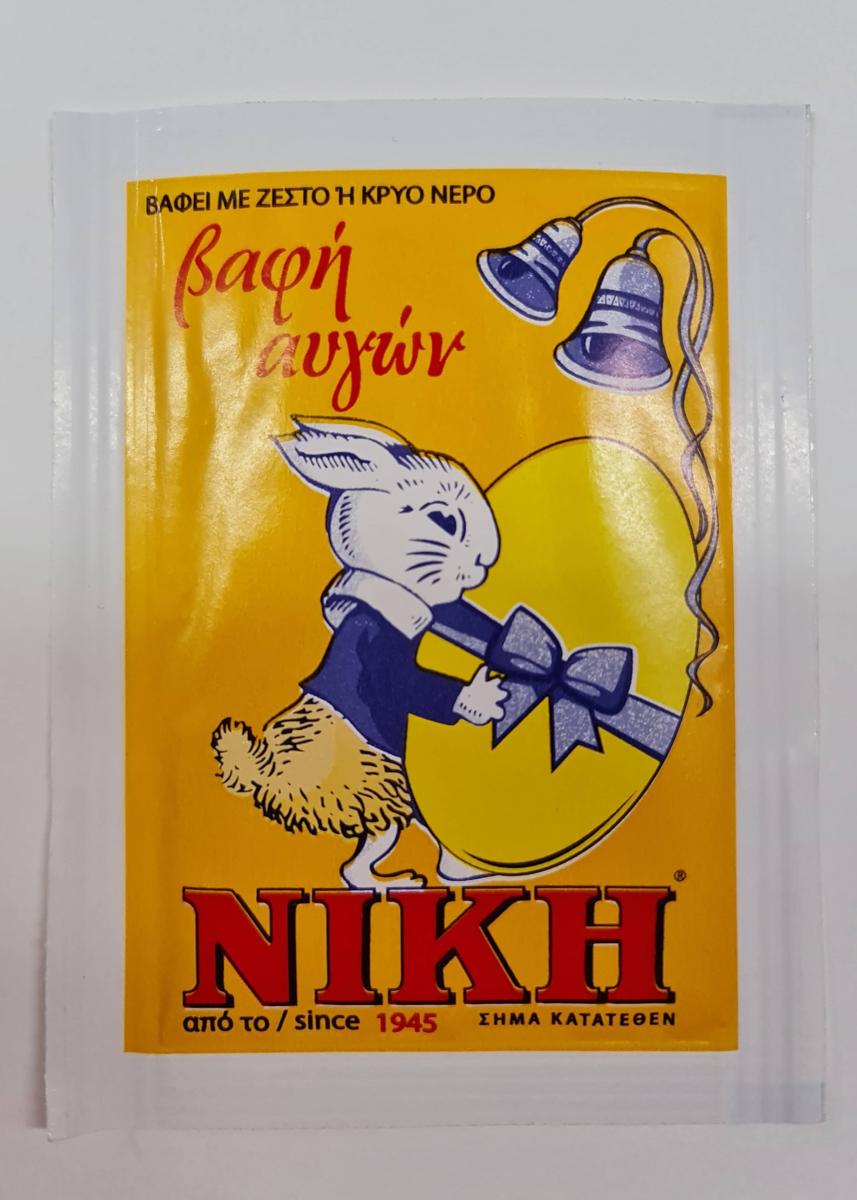 ΒΑΦΕΙ ΜΕ ΖΕΣΤΟ Ή ΚΡΥΟ ΝΕΡΟ
βαφή
αυγών
ΝΙΚΗ®
από το / since 1945 ΣΗΜΑ ΚΑΤΑΤΕΘΕΝ